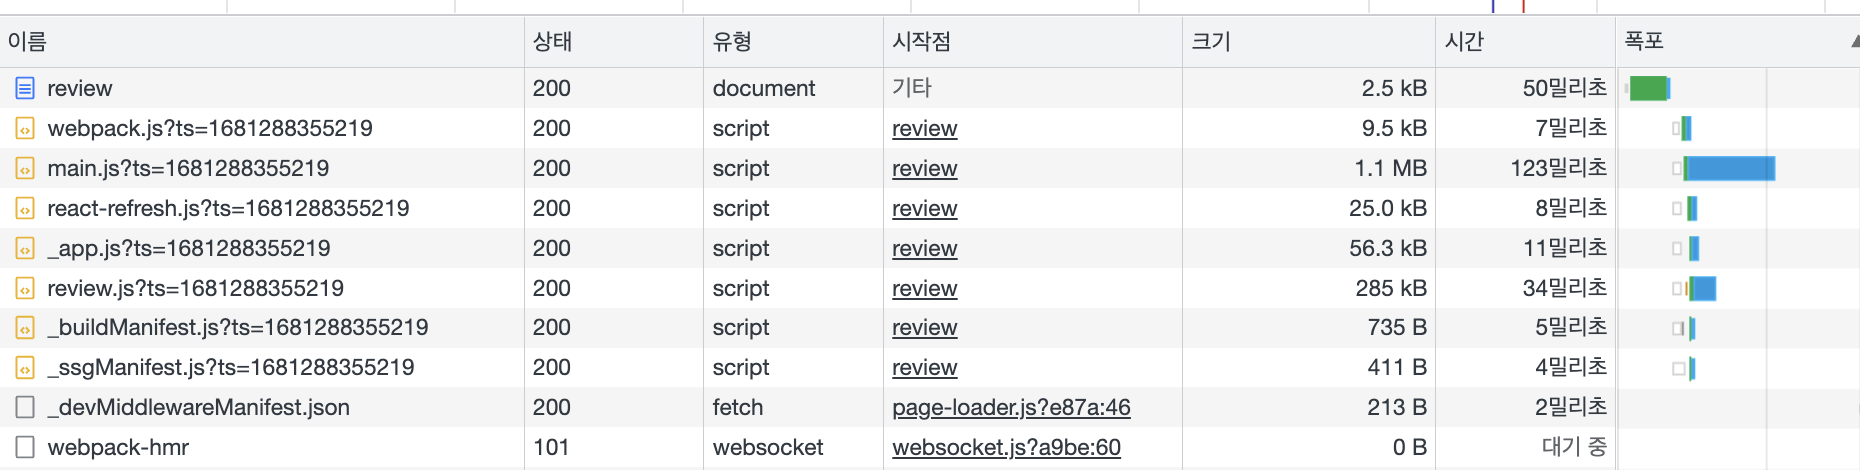 이름 상태 유형 시작점 크기 시간 폭포
review 200 document 기타 2.5 kB 50밀리초
webpack.js?ts=1681288355219 200 script review 9.5 kB 7밀리초
main.js?ts=1681288355219 200 script review 1.1 MB 123밀리초
react-refresh.js?ts=1681288355219 200 script review 25.0 kB 8밀리초
_app.js?ts=1681288355219 200 script review 56.3 kB 11밀리초
review.js?ts=1681288355219 200 script review 285 kB 34밀리초
_buildManifest.js?ts=1681288355219 200 script review 735 B 5밀리초
_ssgManifest.js?ts=1681288355219 200 script review 411 B 4밀리초
_devMiddlewareManifest.json 200 fetch page-loader.js?e87a:46 213 B 2밀리초
webpack-hmr 101 websocket websocket.js?a9be:60 0 B 대기 중